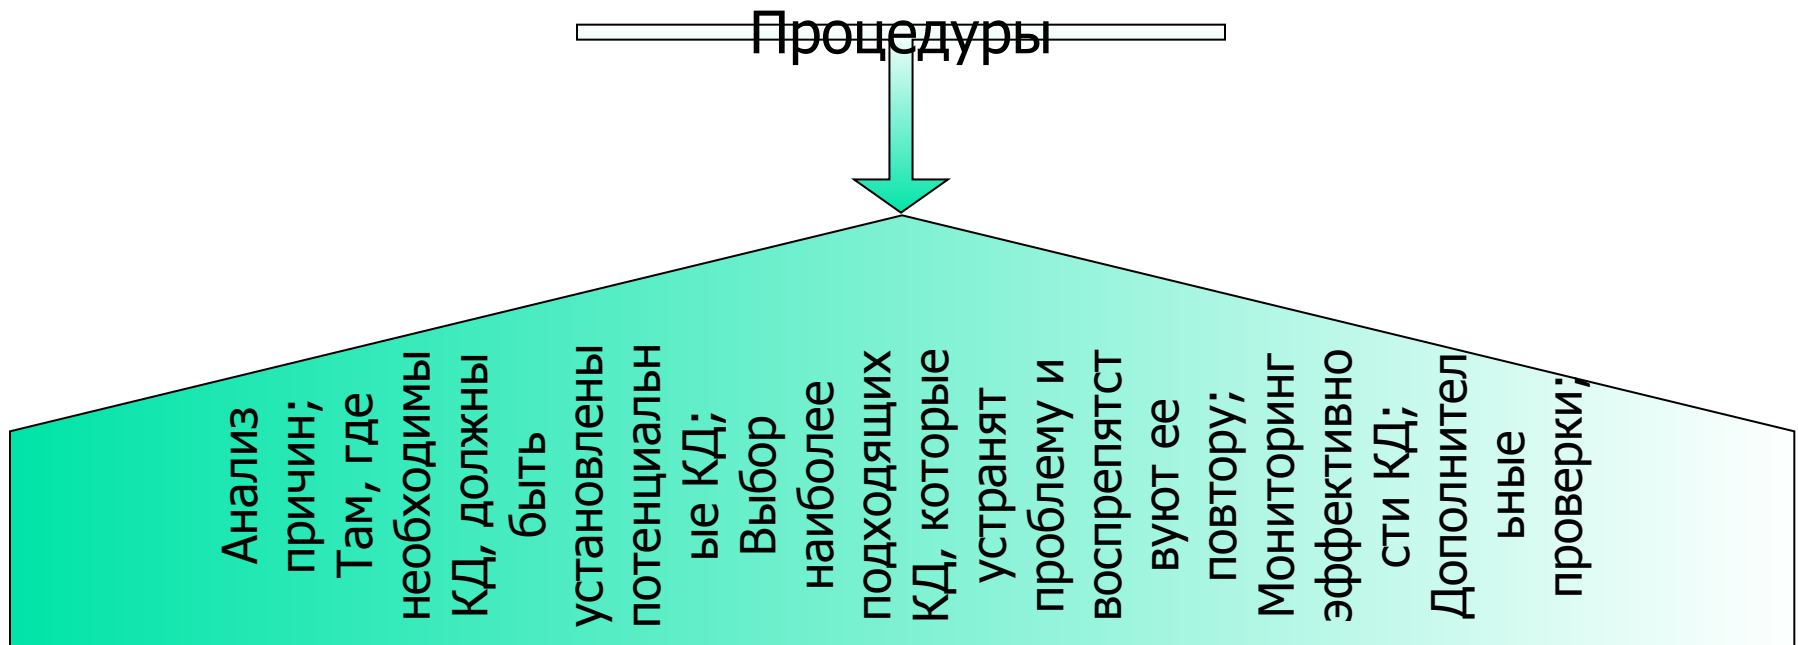 Процедуры
Анализ
причин;
Там, где
необходимы
КД, должны
быть
установлены
потенциальн
ые КД;
Выбор
наиболее
подходящих
КД, которые
устранят
проблему и
воспрепятст
вуют ее
повтору;
Мониторинг
эффективно
сти КД;
Дополнител
ьные
проверки;